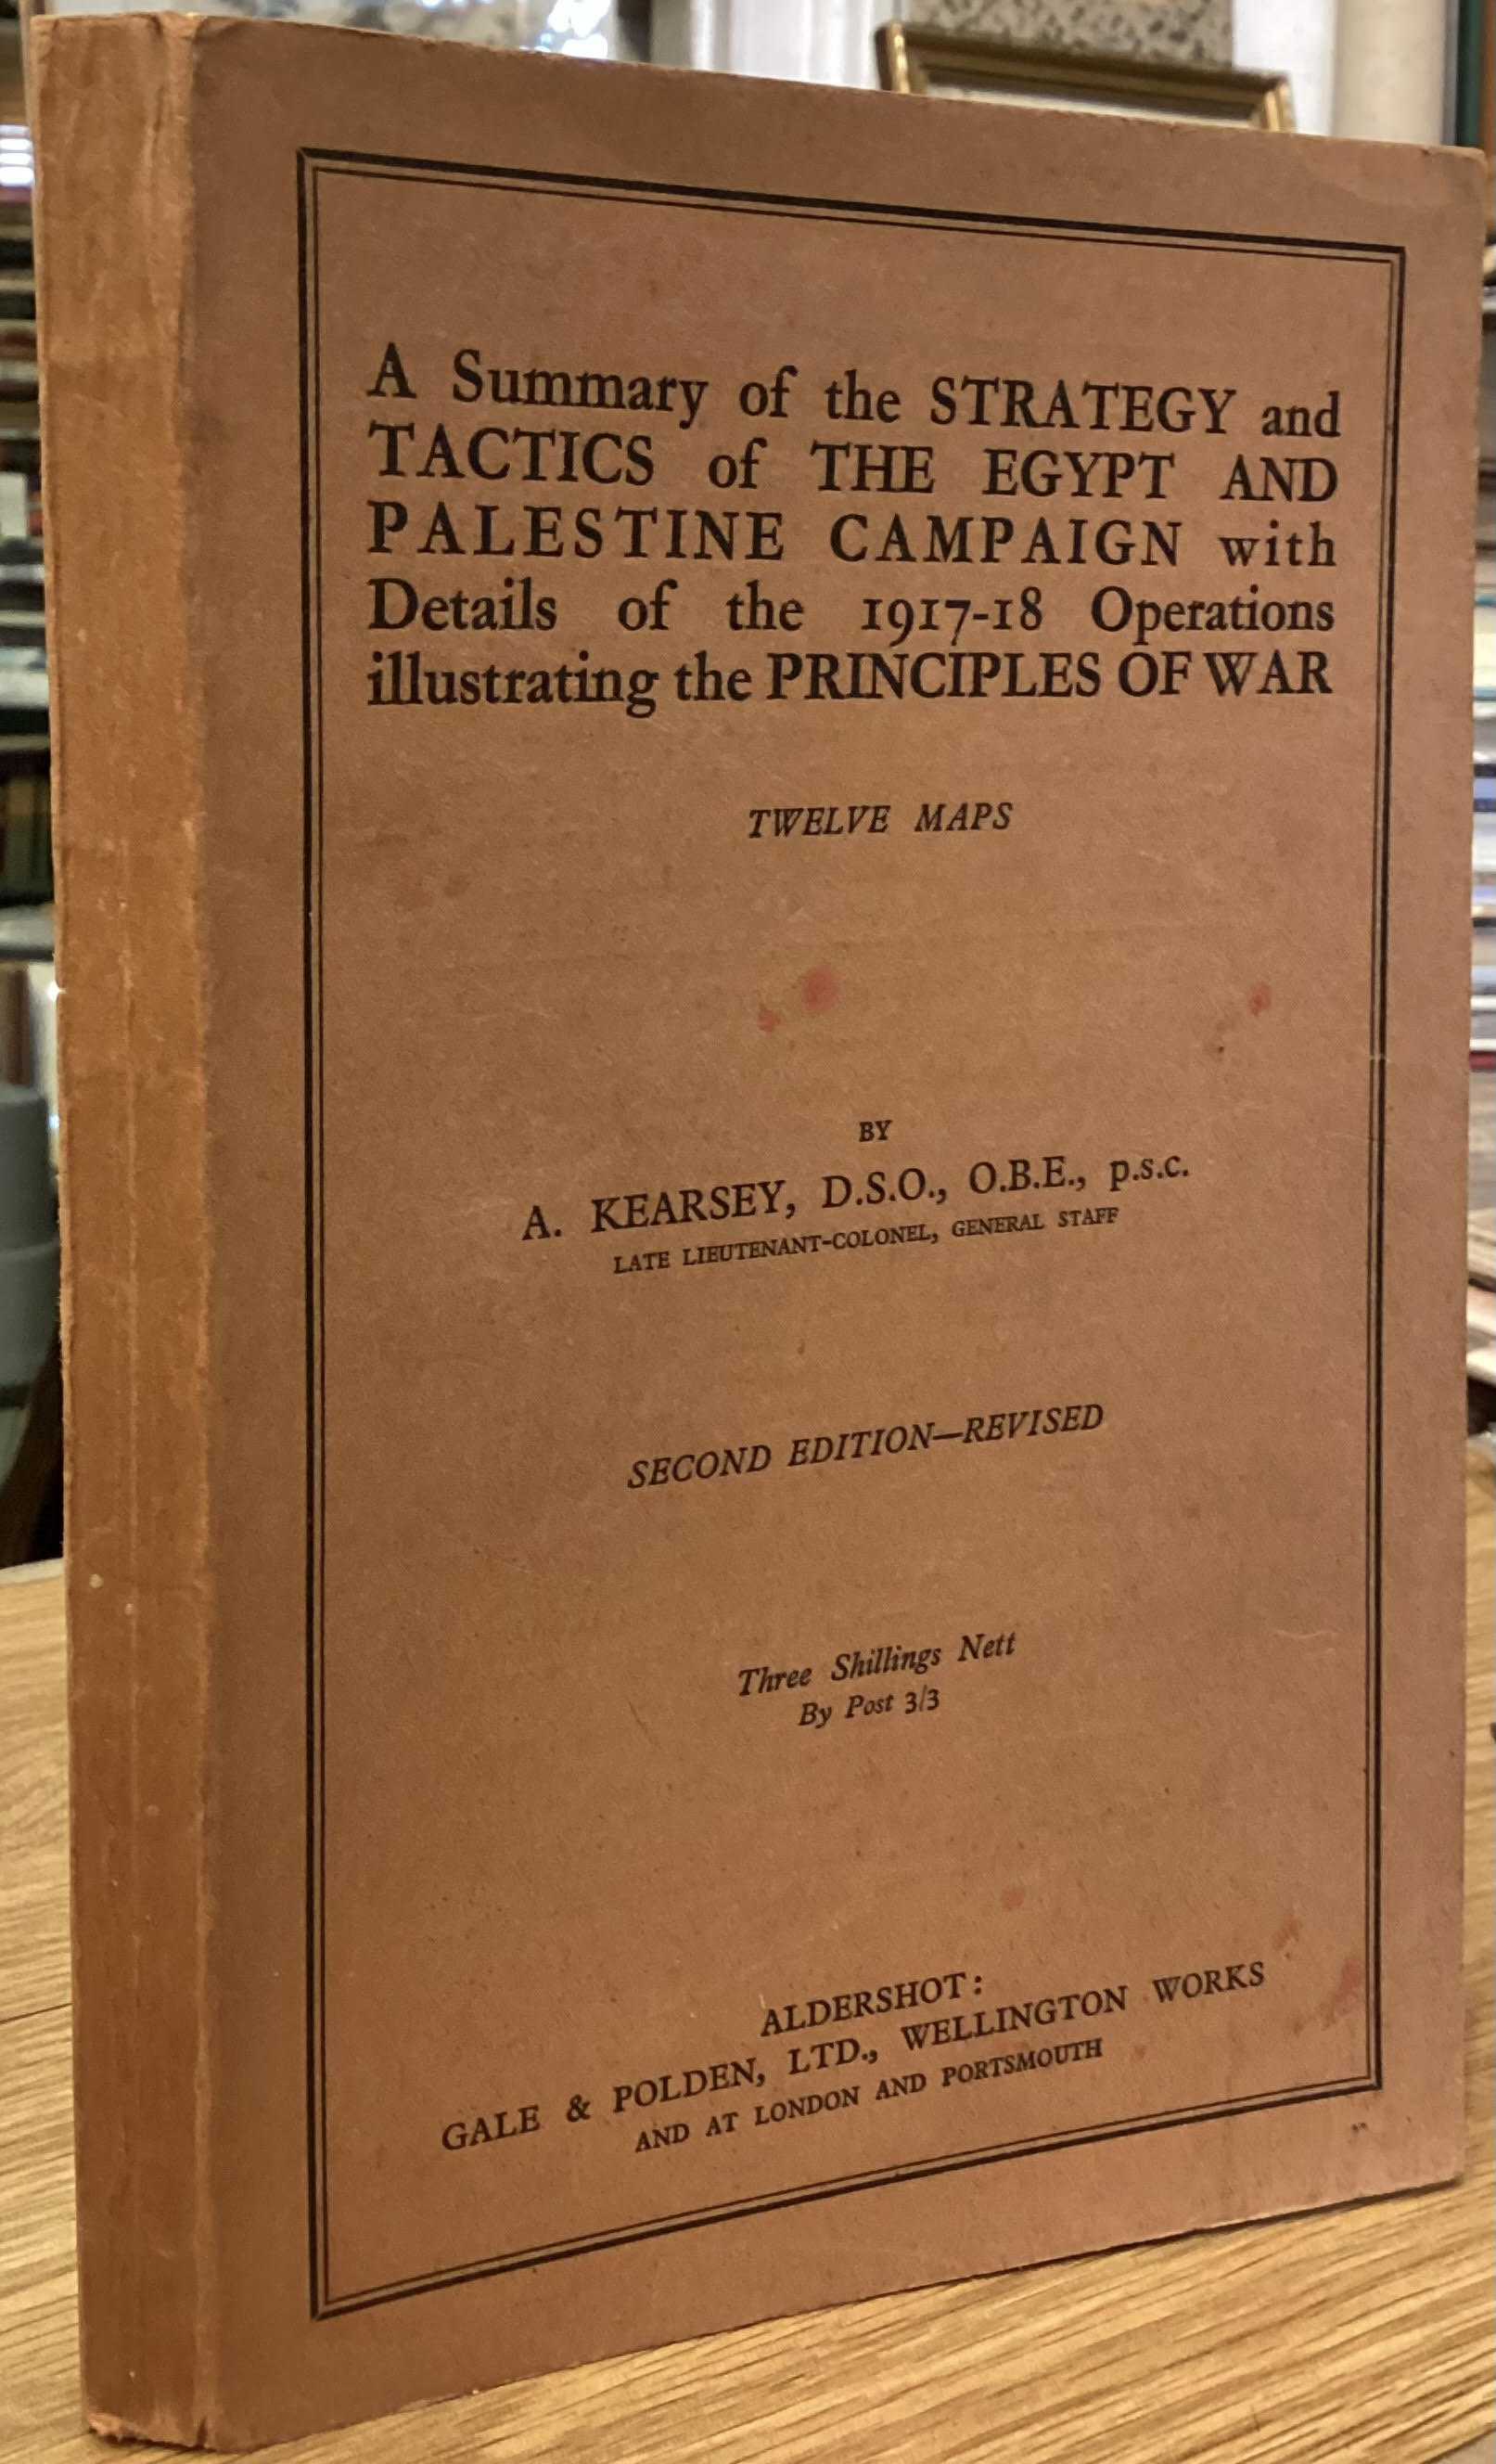 A Summary of the STRATEGY and
TACTICS of THE EGYPT AND
PALESTINE CAMPAIGN with
Details of the 1917-18 Operations
illustrating the PRINCIPLES OF WAR
TWELVE MAPS
BY
A. KEARSEY, D.S.O., O.B.E., p.s.c.
LATE LIEUTENANT-COLONEL, GENERAL STAFF
SECOND EDITION—REVISED
Three Shillings Nett
By Post 3/3
ALDERSHOT:
GALE & POLDEN, LTD., WELLINGTON WORKS
AND AT LONDON AND PORTSMOUTH